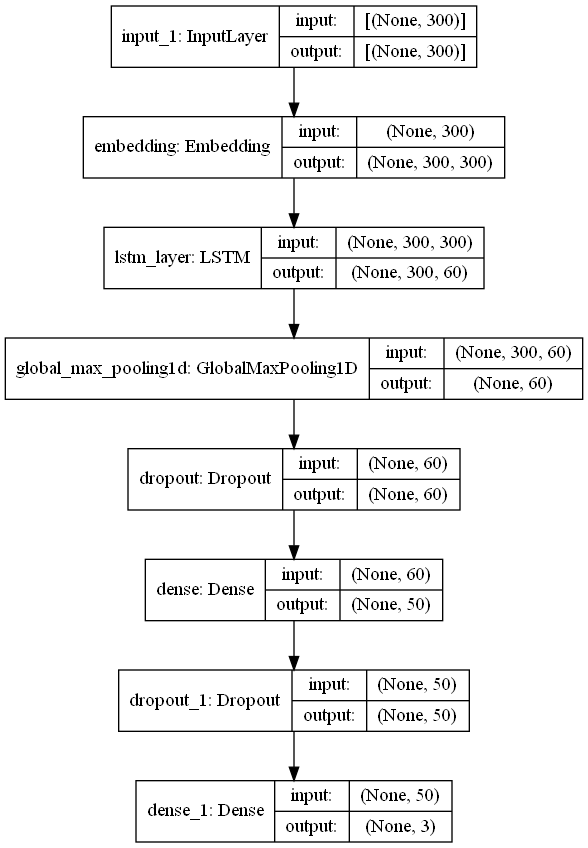 input_1: InputLayer
input: [(None, 300)]
output: [(None, 300)]
embedding: Embedding
input: (None, 300)
output: (None, 300, 300)
lstm_layer: LSTM
input: (None, 300, 300)
output: (None, 300, 60)
global_max_pooling1d: GlobalMaxPooling1D
input: (None, 300, 60)
output: (None, 60)
dropout: Dropout
input: (None, 60)
output: (None, 60)
dense: Dense
input: (None, 60)
output: (None, 50)
dropout_1: Dropout
input: (None, 50)
output: (None, 50)
dense_1: Dense
input: (None, 50)
output: (None, 3)